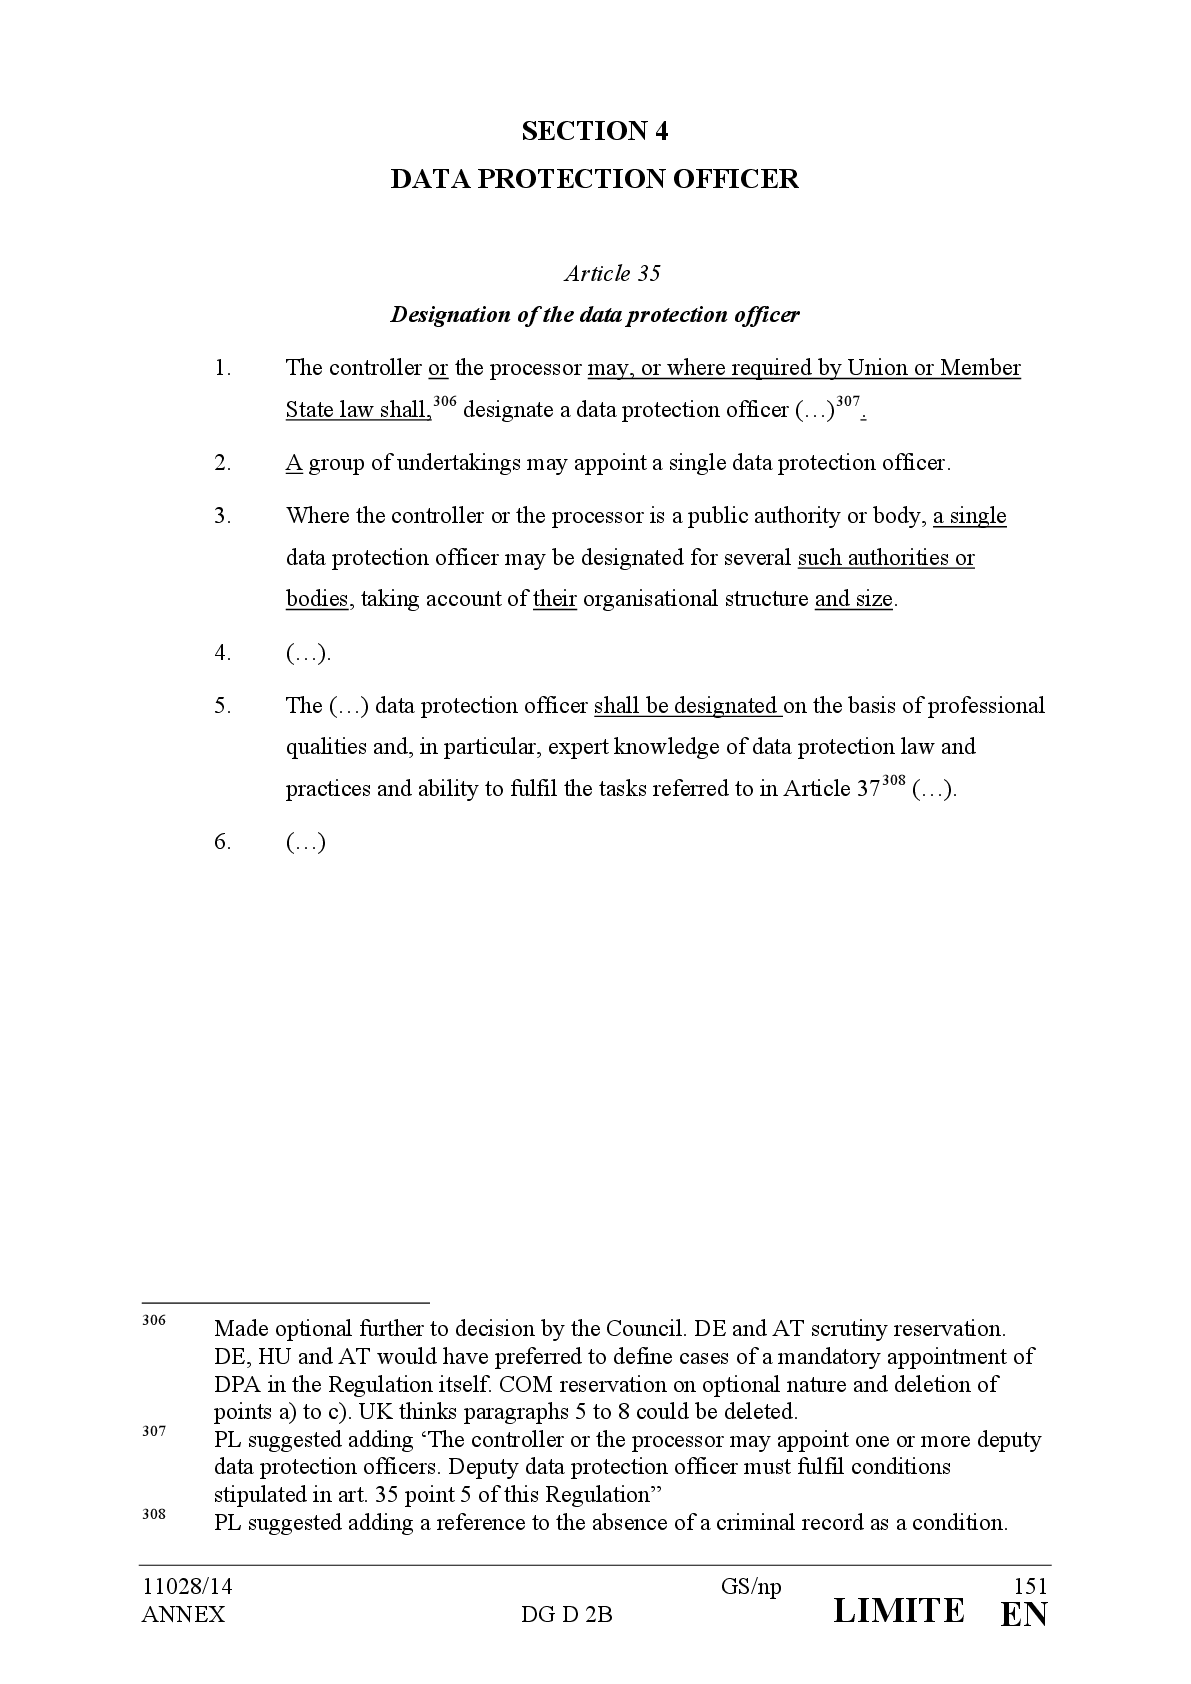 SECTION 4
DATA PROTECTION OFFICER
Article 35
Designation of the data protection officer
1. The controller or the processor may, or where required by Union or Member
State law shall,306 designate a data protection officer (…)307.
2. A group of undertakings may appoint a single data protection officer.
3. Where the controller or the processor is a public authority or body, a single
data protection officer may be designated for several such authorities or
bodies, taking account of their organisational structure and size.
4. (…).
5. The (…) data protection officer shall be designated on the basis of professional
qualities and, in particular, expert knowledge of data protection law and
practices and ability to fulfil the tasks referred to in Article 37308 (…).
6. (…)
306 Made optional further to decision by the Council. DE and AT scrutiny reservation.
DE, HU and AT would have preferred to define cases of a mandatory appointment of
DPA in the Regulation itself. COM reservation on optional nature and deletion of
points a) to c). UK thinks paragraphs 5 to 8 could be deleted.
307 PL suggested adding ‘The controller or the processor may appoint one or more deputy
data protection officers. Deputy data protection officer must fulfil conditions
stipulated in art. 35 point 5 of this Regulation”
308 PL suggested adding a reference to the absence of a criminal record as a condition.
11028/14 GS/np 151
ANNEX DG D 2B LIMITE EN